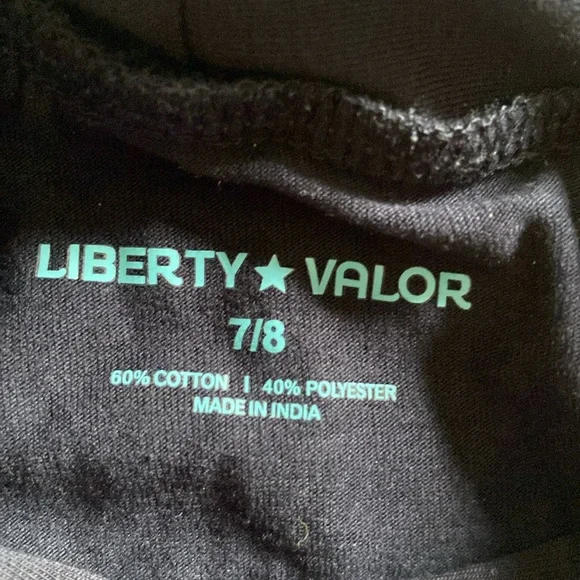 LIBERTY ★ VALOR
7/8
60% COTTON | 40% POLYESTER
MADE IN INDIA